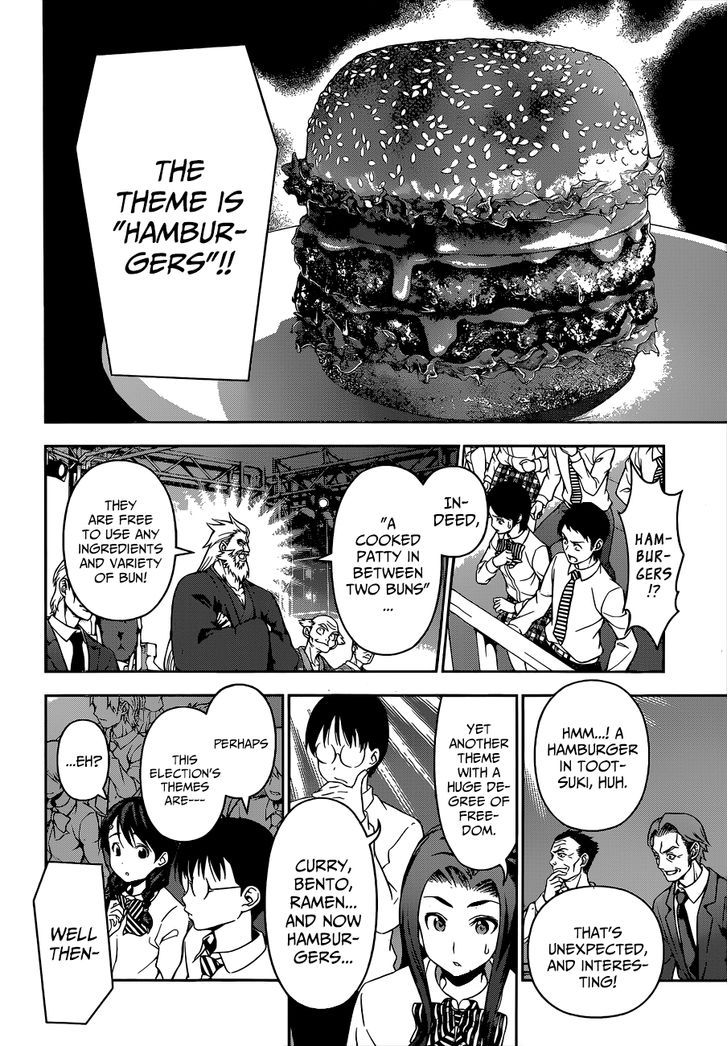 THE
THEME IS
"HAMBUR-
GERS"!!
HAM-
BUR-
GERS
!?
IN-
DEED,
"A
COOKED
PATTY IN
BETWEEN
TWO BUNS"
...
THEY
ARE FREE
TO USE ANY
INGREDIENTS
AND VARIETY
OF BUN!
HMM...! A
HAMBURGER
IN TOOT-
SUKI, HUH.
THAT'S
UNEXPECTED,
AND INTERES-
TING!
YET
ANOTHER
THEME
WITH A
HUGE DE-
GREE OF
FREE-
DOM.
CURRY,
BENTO,
RAMEN...
AND NOW
HAMBUR-
GERS...
PERHAPS
THIS
ELECTION'S
THEMES
ARE---
...EH?
WELL
THEN-